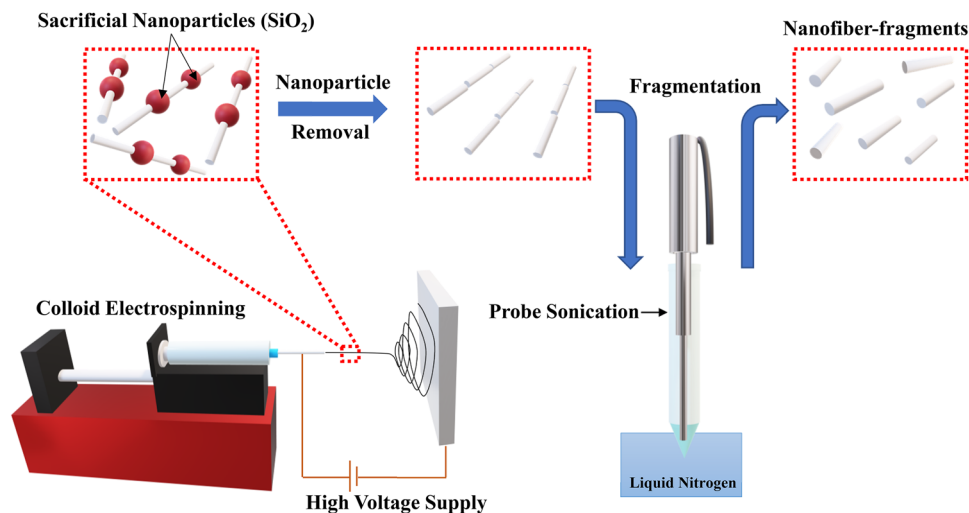 Sacrificial Nanoparticles (SiO₂)
Nanoparticle
Removal
Fragmentation
Nanofiber-fragments
Colloid Electrospinning
Probe Sonication
High Voltage Supply
Liquid Nitrogen